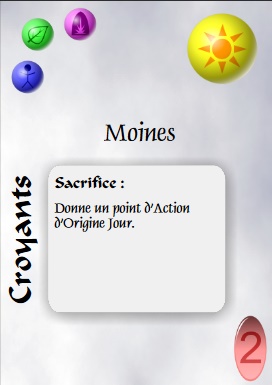 Moines
Croyants
Sacrifice :
Donne un point d'Action
d'Origine Jour.
2